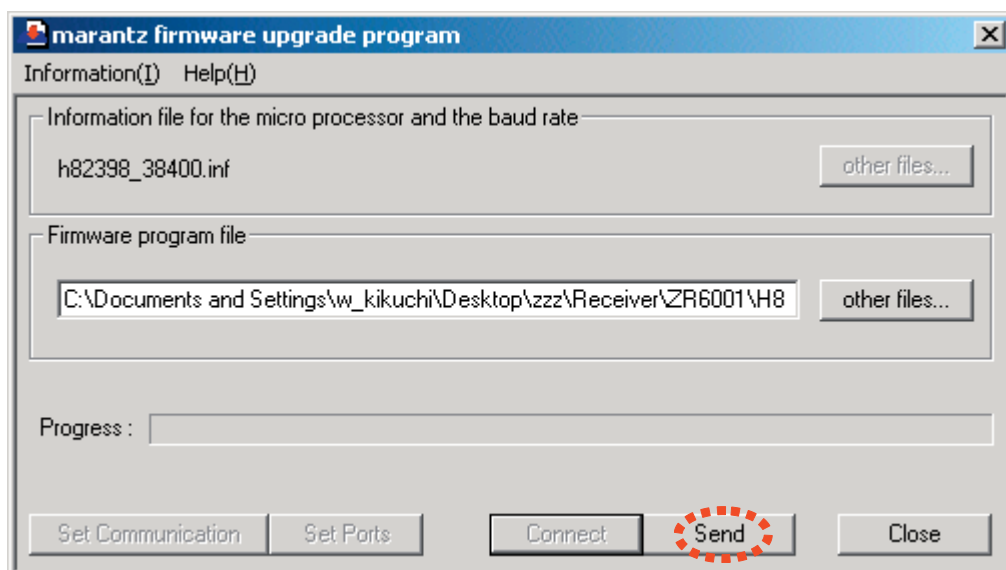 marantz firmware upgrade program
Information(I) Help(H)
Information file for the micro processor and the baud rate
h82398_38400.inf
other files...
Firmware program file
C:\Documents and Settings\w_kikuchi\Desktop\zzz\Receiver\ZR6001\H8
other files...
Progress :
Set Communication
Set Ports
Connect
Send
Close